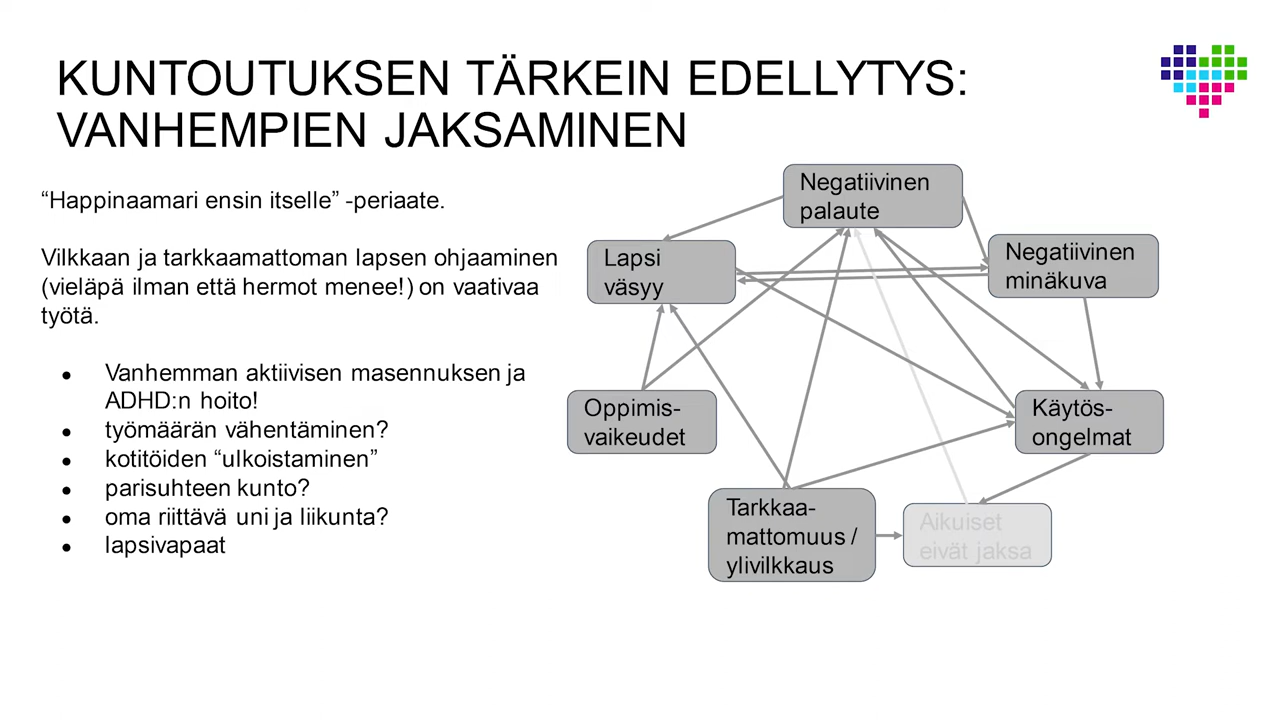 KUNTOUTUKSEN TÄRKEIN EDELLYTYS:
VANHEMPIEN JAKSAMINEN
“Happinaamari ensin itselle” -periaate.
Vilkkaan ja tarkkaamattoman lapsen ohjaaminen
(vieläpä ilman että hermot menee!) on vaativaa
työtä.
● Vanhemman aktiivisen masennuksen ja
ADHD:n hoito!
● työmäärän vähentäminen?
● kotitöiden “ulkoistaminen”
● parisuhteen kunto?
● oma riittävä uni ja liikunta?
● lapsivapaat
Negatiivinen
palaute
Lapsi
väsyy
Negatiivinen
minäkuva
Oppimis-
vaikeudet
Käytös-
ongelmat
Tarkkaa-
mattomuus /
ylivilkkaus
Aikuiset
eivät jaksa